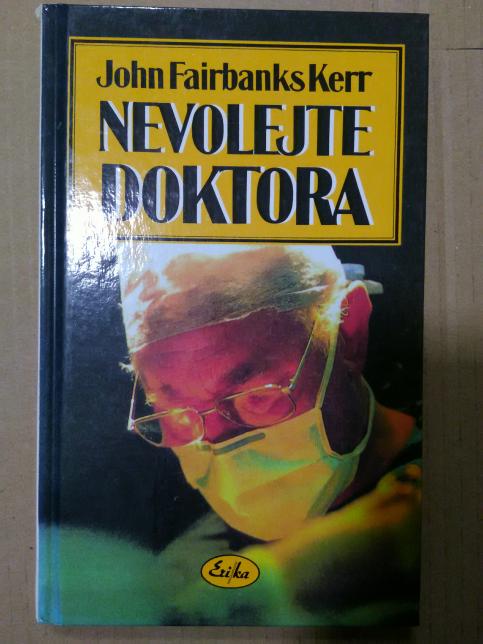 John Fairbanks Kerr
NEVOLEJTE
DOKTORA
Erika